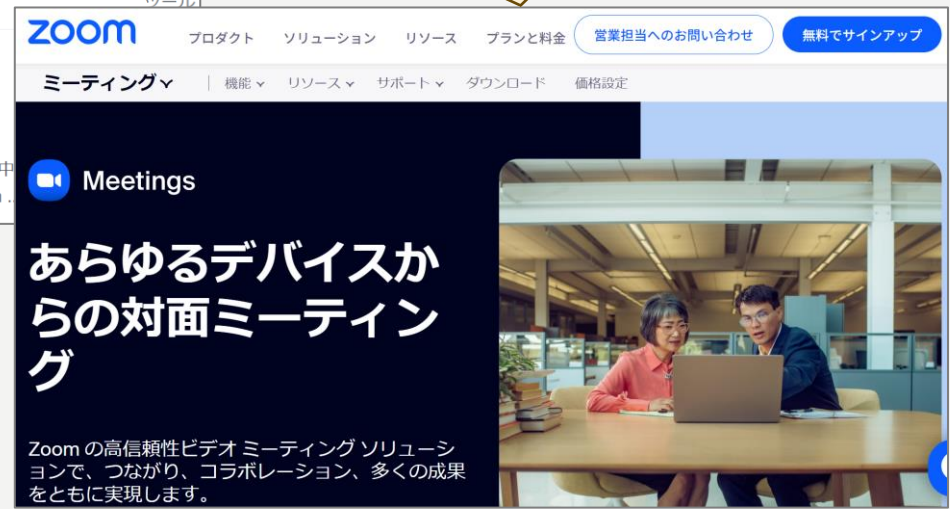 ツール
zoom
プロダクト ソリューション リソース プランと料金 営業担当へのお問い合わせ 無料でサインアップ
ミーティング 機能 リソース サポート ダウンロード 価格設定
中
Meetings
あらゆるデバイスか
らの対面ミーティン
グ
Zoom の高信頼性ビデオ ミーティング ソリューシ
ョンで、つながり、コラボレーション、多くの成果
をともに実現します。